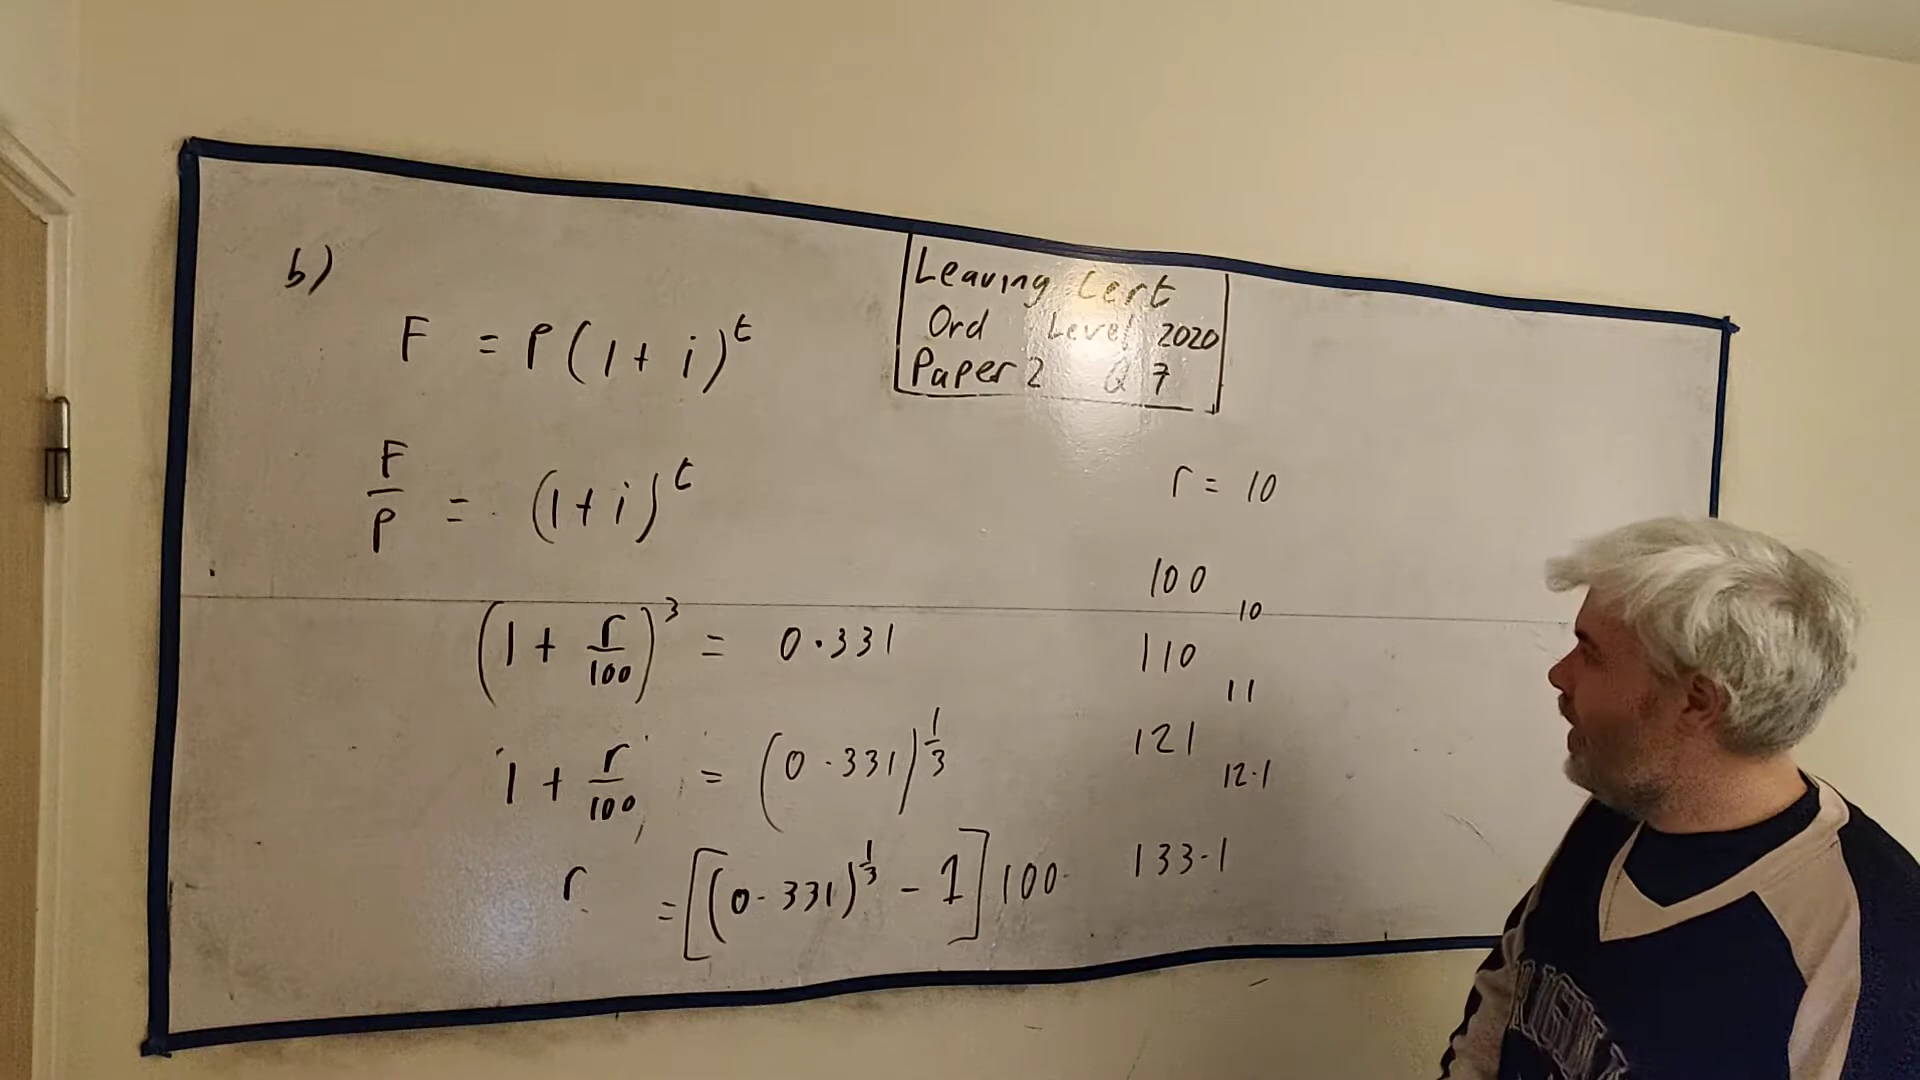 b)
F = P(1 + i)^t
Leaving Cert
Ord Level 2020
Paper 2 Q 7
F/P = (1 + i)^t
r = 10
100
10
(1 + r/100)^3 = 0.331
110
11
1 + r/100 = (0.331)^1/3
121
12.1
r = [(0.331)^1/3 - 1] 100
133.1